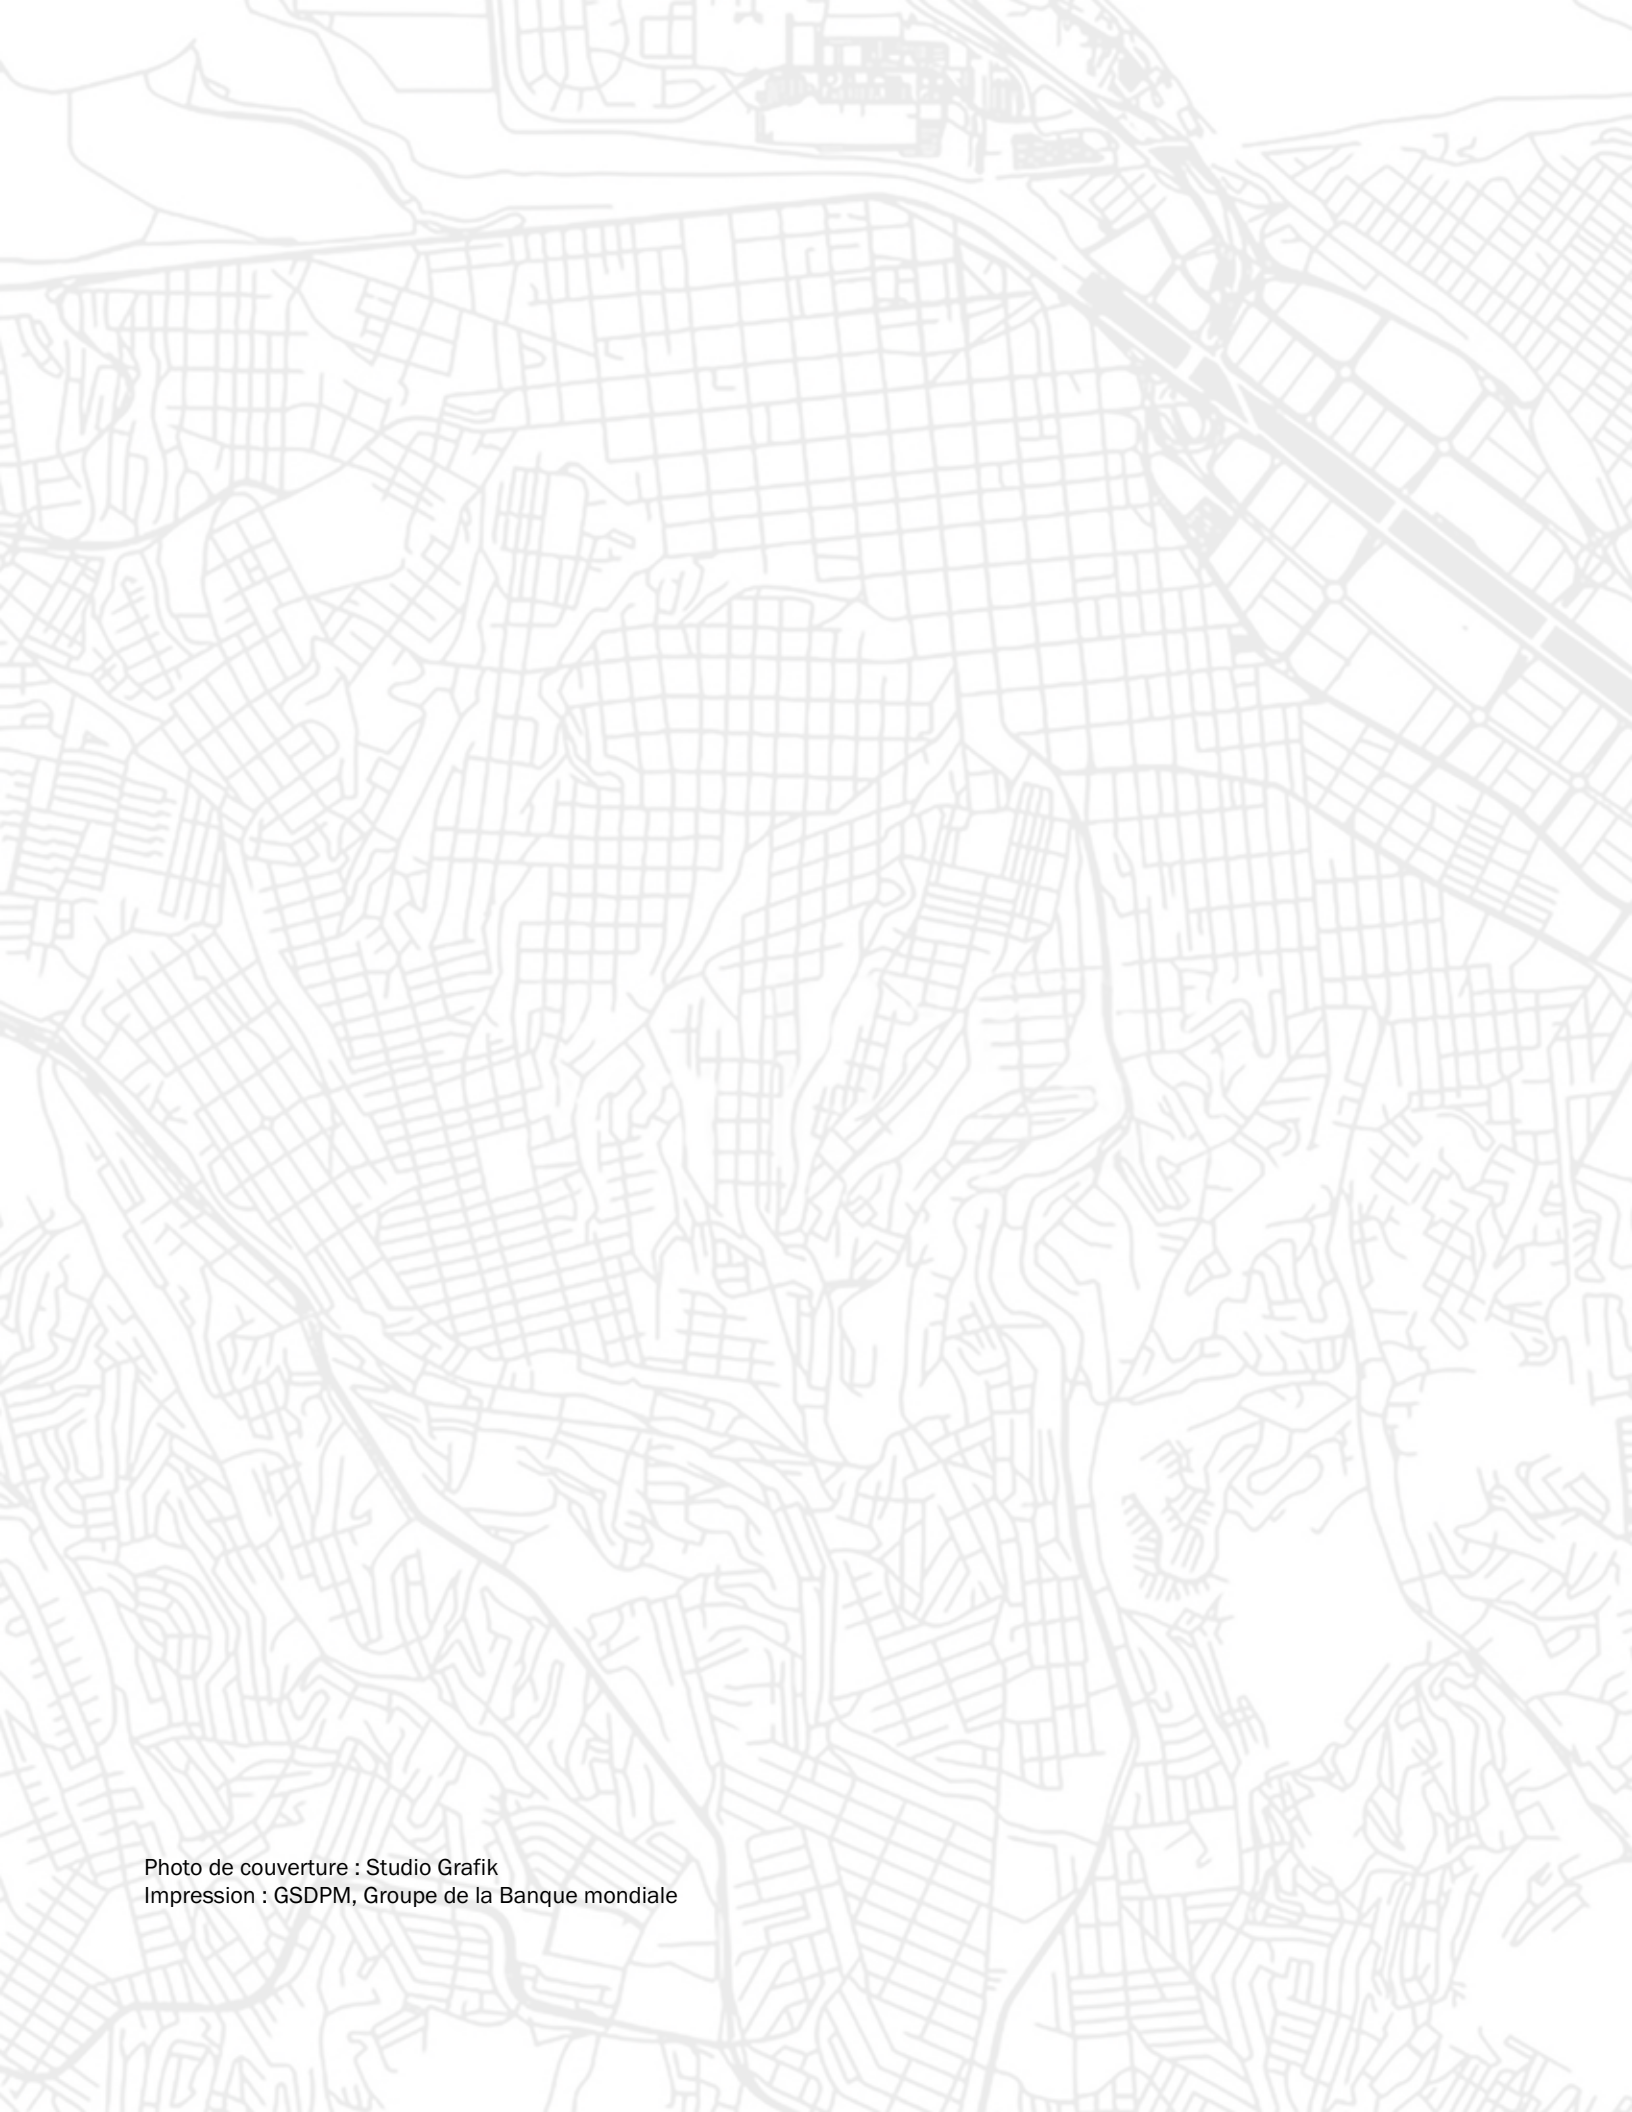 Photo de couverture : Studio Grafik
Impression : GSDPM, Groupe de la Banque mondiale